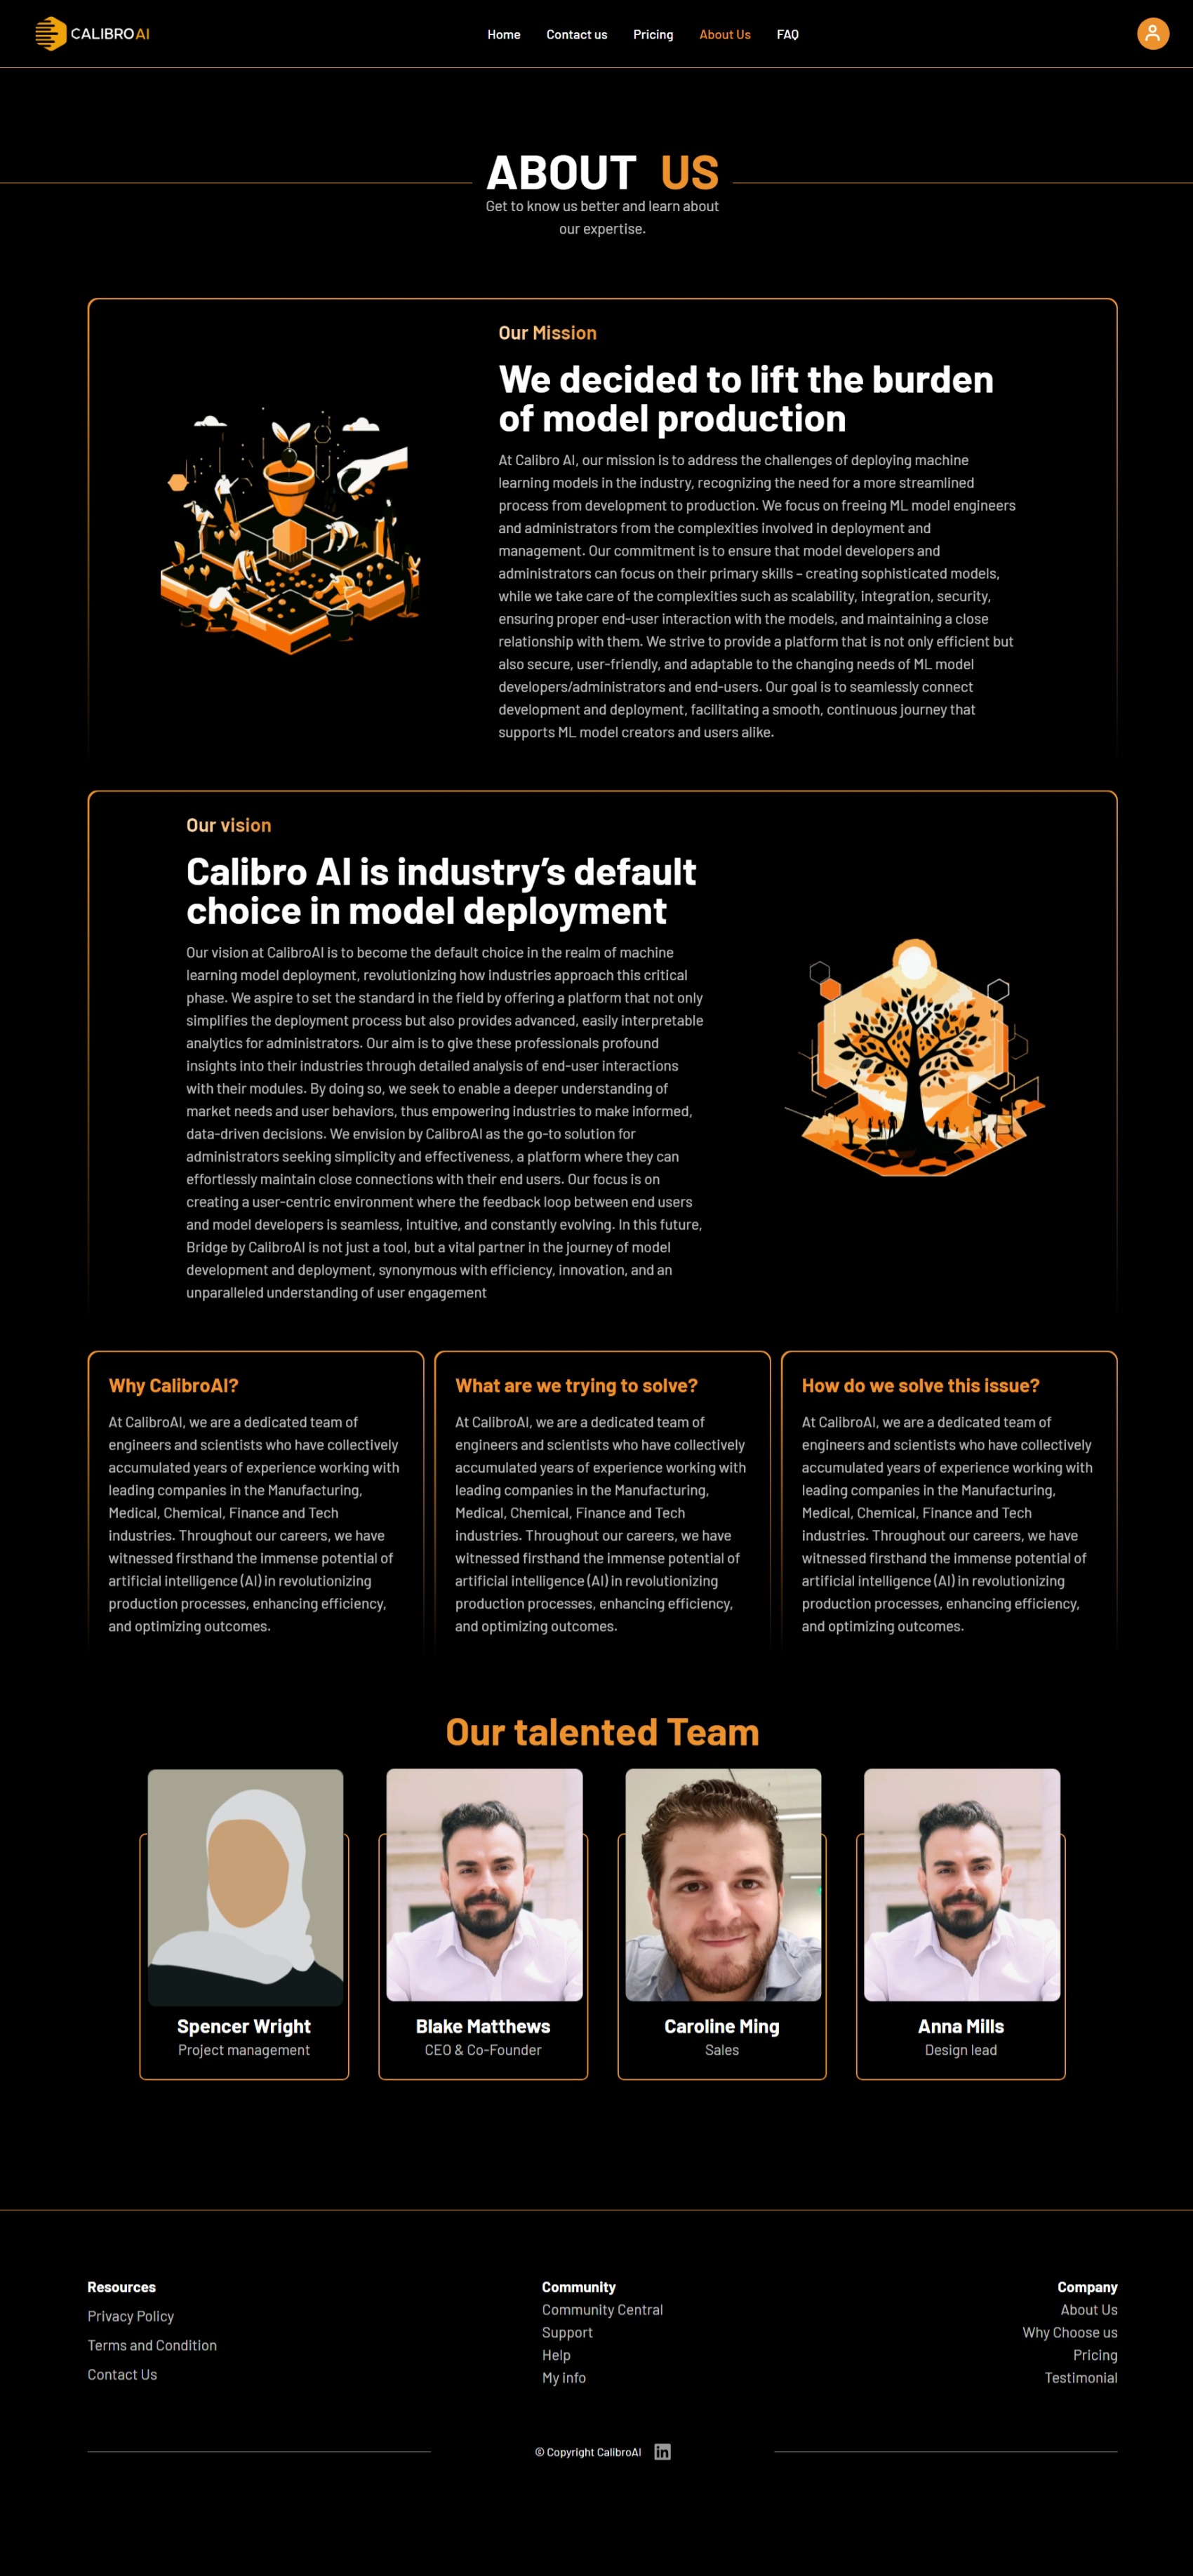 CALIBROAI
Home Contact us Pricing About Us FAQ
ABOUT US
Get to know us better and learn about
our expertise.
Our Mission
We decided to lift the burden
of model production
At Calibro AI, our mission is to address the challenges of deploying machine
learning models in the industry, recognizing the need for a more streamlined
process from development to production. We focus on freeing ML model engineers
and administrators from the complexities involved in deployment and
management. Our commitment is to ensure that model developers and
administrators can focus on their primary skills – creating sophisticated models,
while we take care of the complexities such as scalability, integration, security,
ensuring proper end-user interaction with the models, and maintaining a close
relationship with them. We strive to provide a platform that is not only efficient but
also secure, user-friendly, and adaptable to the changing needs of ML model
developers/administrators and end-users. Our goal is to seamlessly connect
development and deployment, facilitating a smooth, continuous journey that
supports ML model creators and users alike.
Our vision
Calibro AI is industry’s default
choice in model deployment
Our vision at CalibroAI is to become the default choice in the realm of machine
learning model deployment, revolutionizing how industries approach this critical
phase. We aspire to set the standard in the field by offering a platform that not only
simplifies the deployment process but also provides advanced, easily interpretable
analytics for administrators. Our aim is to give these professionals profound
insights into their industries through detailed analysis of end-user interactions
with their modules. By doing so, we seek to enable a deeper understanding of
market needs and user behaviors, thus empowering industries to make informed,
data-driven decisions. We envision by CalibroAI as the go-to solution for
administrators seeking simplicity and effectiveness, a platform where they can
effortlessly maintain close connections with their end users. Our focus is on
creating a user-centric environment where the feedback loop between end users
and model developers is seamless, intuitive, and constantly evolving. In this future,
Bridge by CalibroAI is not just a tool, but a vital partner in the journey of model
development and deployment, synonymous with efficiency, innovation, and an
unparalleled understanding of user engagement
Why CalibroAI?
At CalibroAI, we are a dedicated team of
engineers and scientists who have collectively
accumulated years of experience working with
leading companies in the Manufacturing,
Medical, Chemical, Finance and Tech
industries. Throughout our careers, we have
witnessed firsthand the immense potential of
artificial intelligence (AI) in revolutionizing
production processes, enhancing efficiency,
and optimizing outcomes.
What are we trying to solve?
At CalibroAI, we are a dedicated team of
engineers and scientists who have collectively
accumulated years of experience working with
leading companies in the Manufacturing,
Medical, Chemical, Finance and Tech
industries. Throughout our careers, we have
witnessed firsthand the immense potential of
artificial intelligence (AI) in revolutionizing
production processes, enhancing efficiency,
and optimizing outcomes.
How do we solve this issue?
At CalibroAI, we are a dedicated team of
engineers and scientists who have collectively
accumulated years of experience working with
leading companies in the Manufacturing,
Medical, Chemical, Finance and Tech
industries. Throughout our careers, we have
witnessed firsthand the immense potential of
artificial intelligence (AI) in revolutionizing
production processes, enhancing efficiency,
and optimizing outcomes.
Our talented Team
Spencer Wright
Project management
Blake Matthews
CEO & Co-Founder
Caroline Ming
Sales
Anna Mills
Design lead
Resources
Privacy Policy
Terms and Condition
Contact Us
Community
Community Central
Support
Help
My info
Company
About Us
Why Choose us
Pricing
Testimonial
© Copyright CalibroAI in